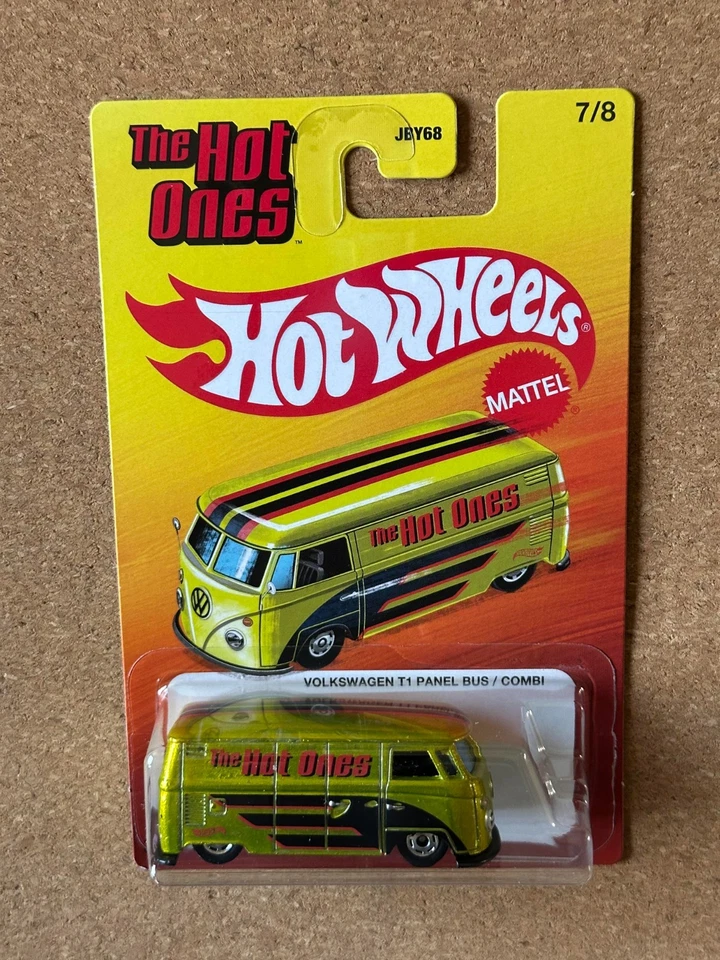 The Hot
Ones
™
JBY68
7/8
Hot Wheels®
MATTEL
®
The Hot Ones
VOLKSWAGEN T1 PANEL BUS / COMBI
The Hot Ones